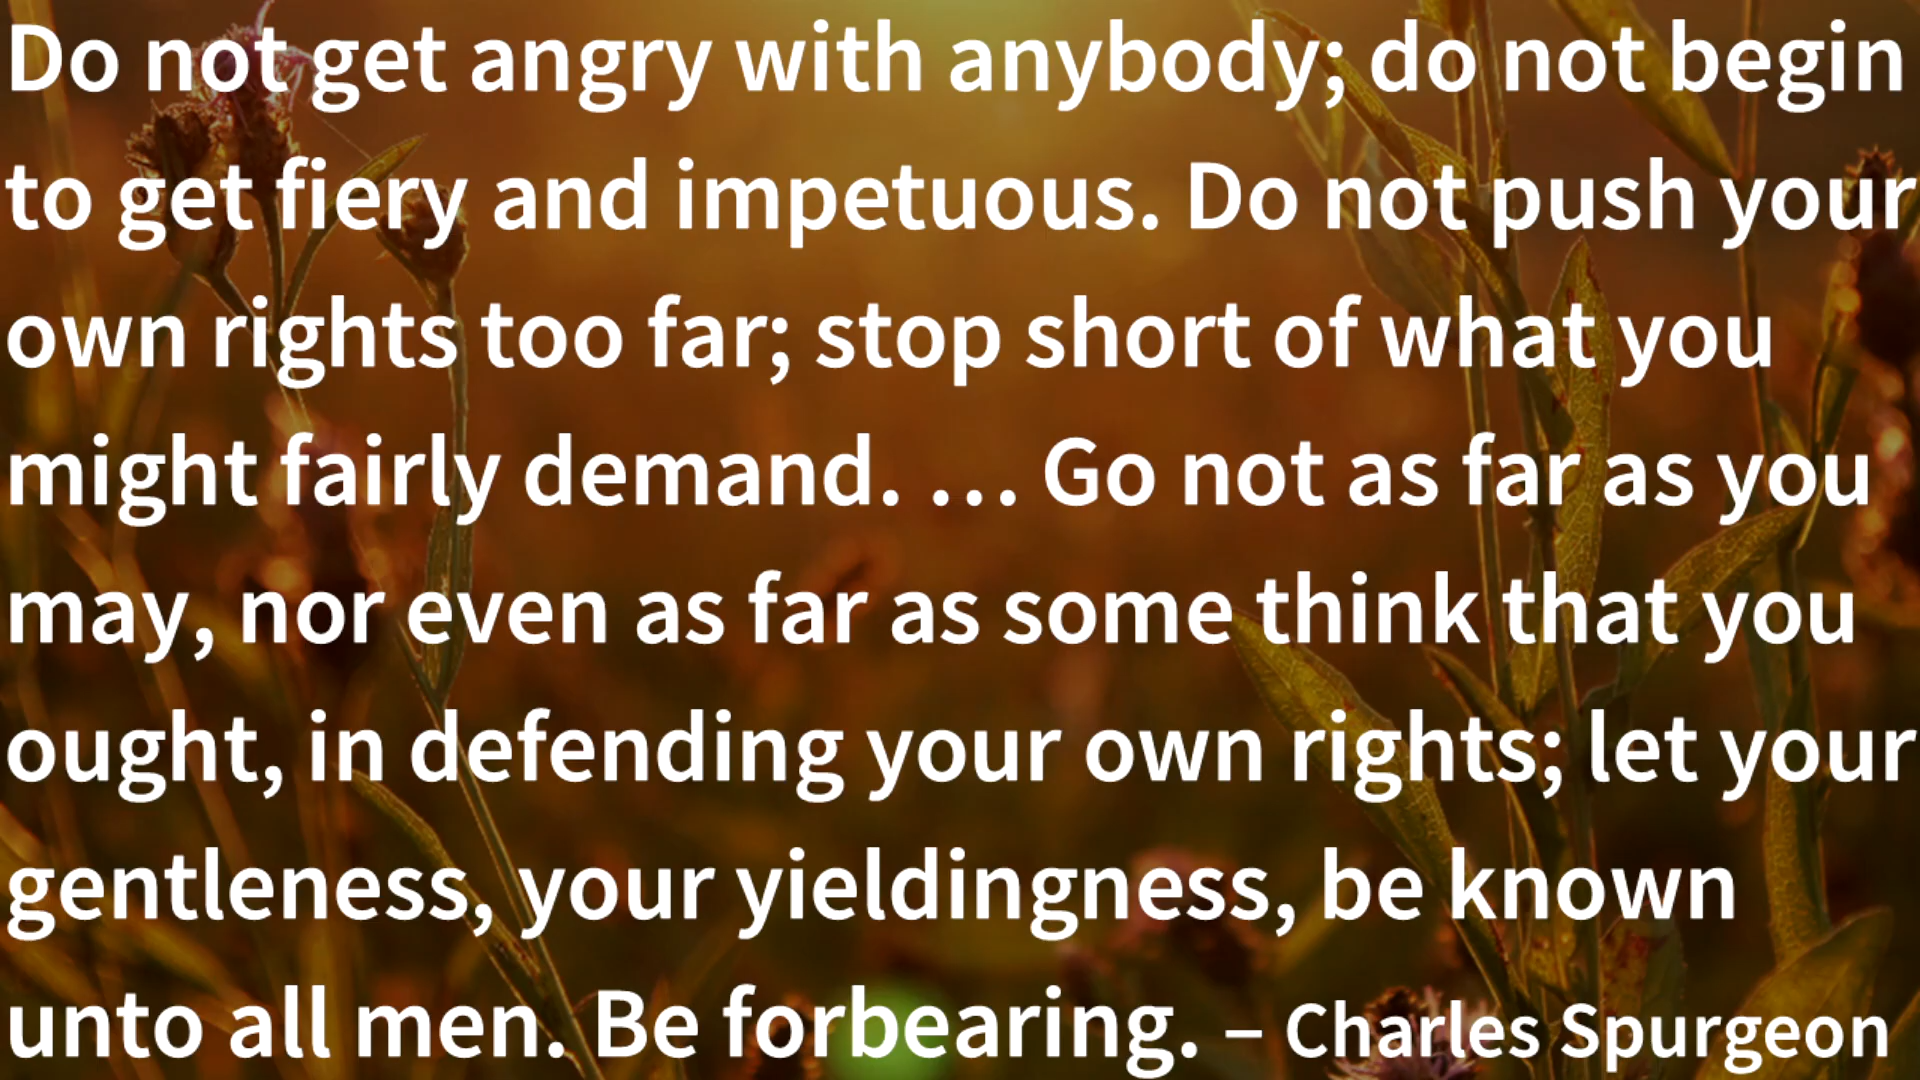 Do not get angry with anybody; do not begin
to get fiery and impetuous. Do not push your
own rights too far; stop short of what you
might fairly demand. … Go not as far as you
may, nor even as far as some think that you
ought, in defending your own rights; let your
gentleness, your yieldingness, be known
unto all men. Be forbearing. – Charles Spurgeon